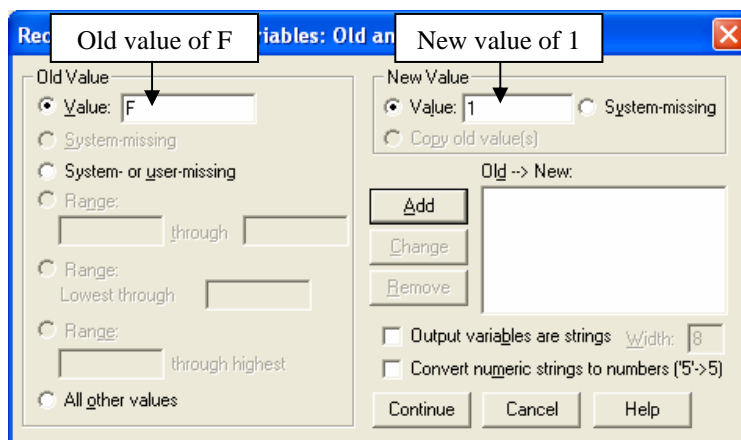 Rec
iables: Old an
Old value of F
New value of 1
Old Value
Value: F
System-missing
System- or user-missing
Range:
through
Range:
Lowest through
Range:
through highest
All other values
New Value
Value: 1 System-missing
Copy old value(s)
Old --> New:
Add
Change
Remove
Output variables are strings Width: 8
Convert numeric strings to numbers ('5'->5)
Continue Cancel Help